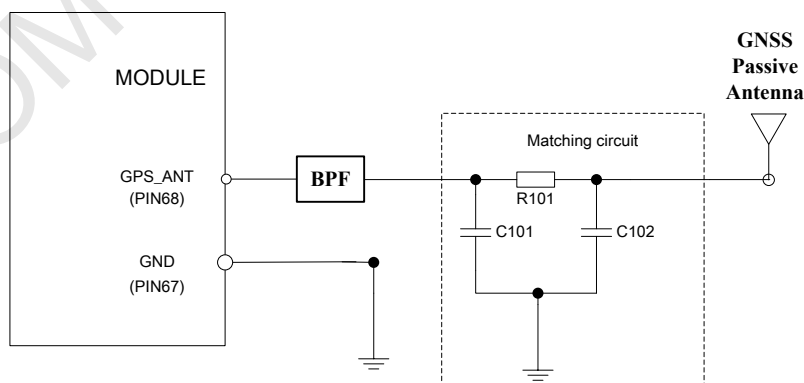 MODULE
GNSS
Passive
Antenna
Matching circuit
GPS_ANT
(PIN68)
BPF
R101
C101
C102
GND
(PIN67)